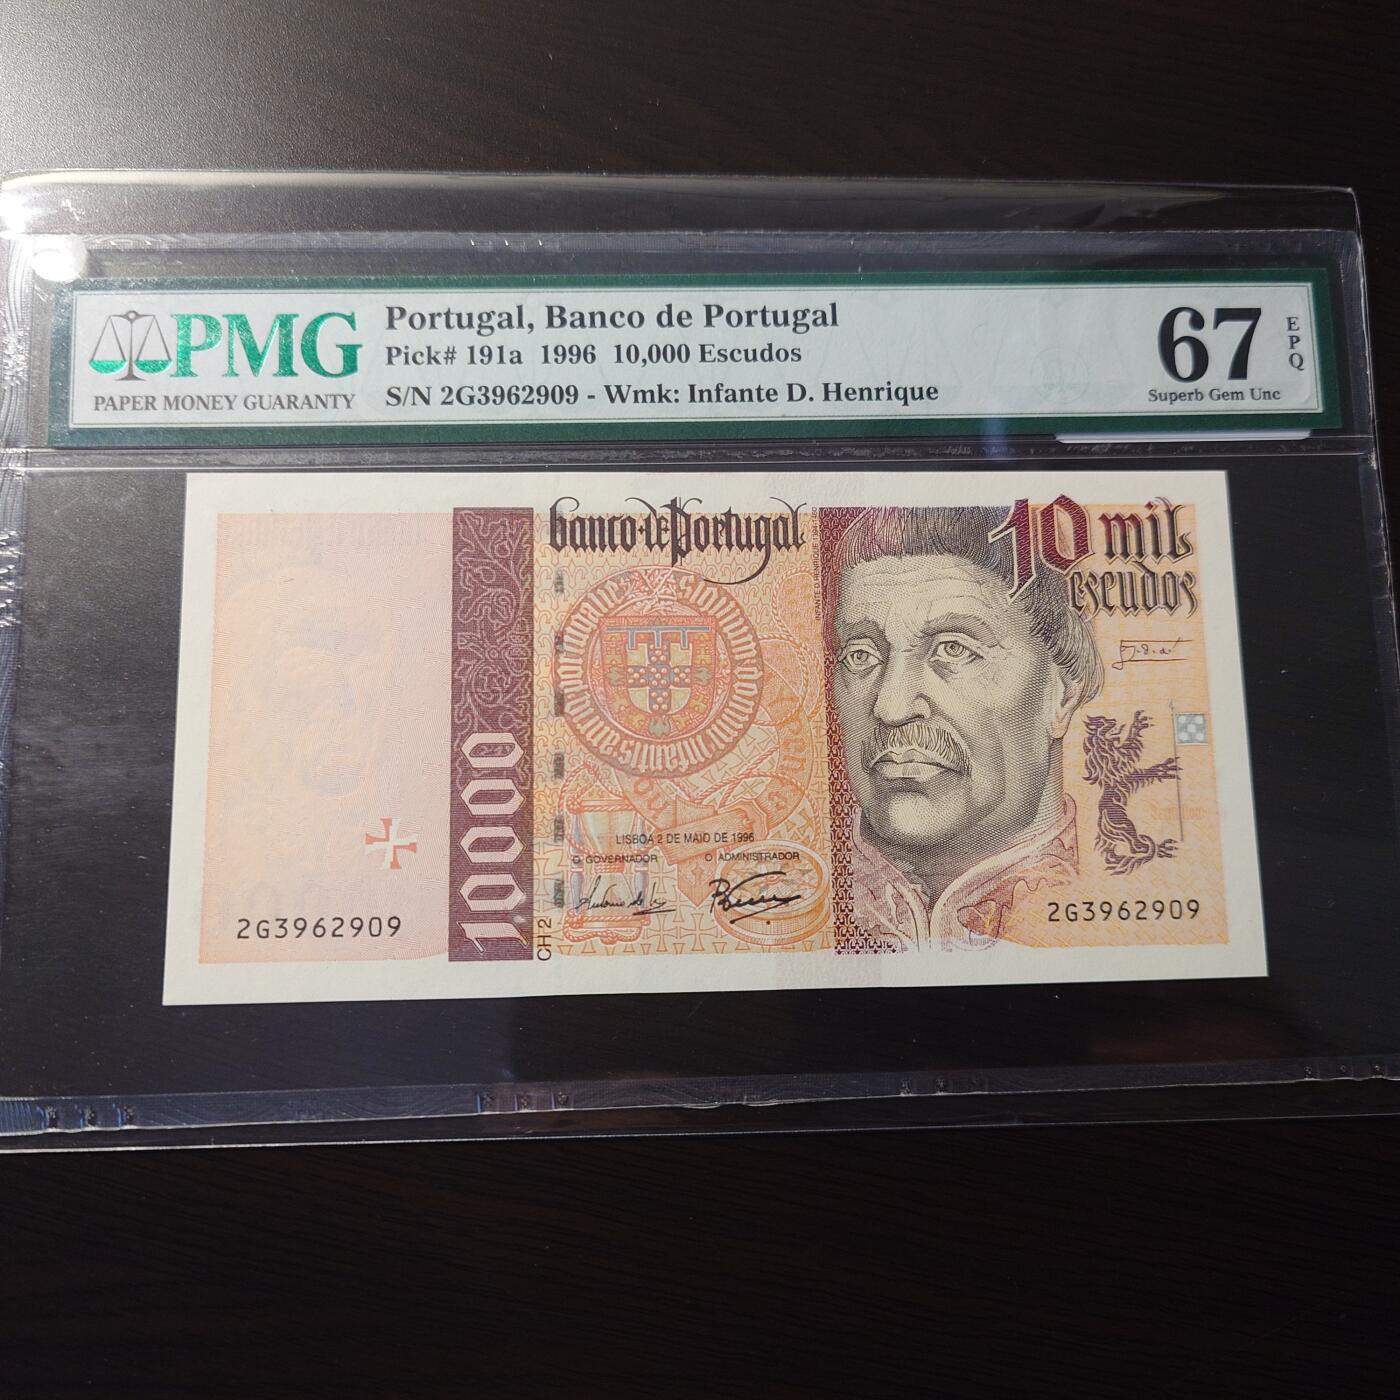 PMG
PAPER MONEY GUARANTY
Portugal, Banco de Portugal
Pick# 191a 1996 10,000 Escudos
S/N 2G3962909 - Wmk: Infante D. Henrique
67
EPQ
Superb Gem Unc
banco de Portugal
10 mil
escudos
10000
LISBOA 2 DE MAIO DE 1996
O GOVERNADOR O ADMINISTRADOR
CH 2
2G3962909
2G3962909